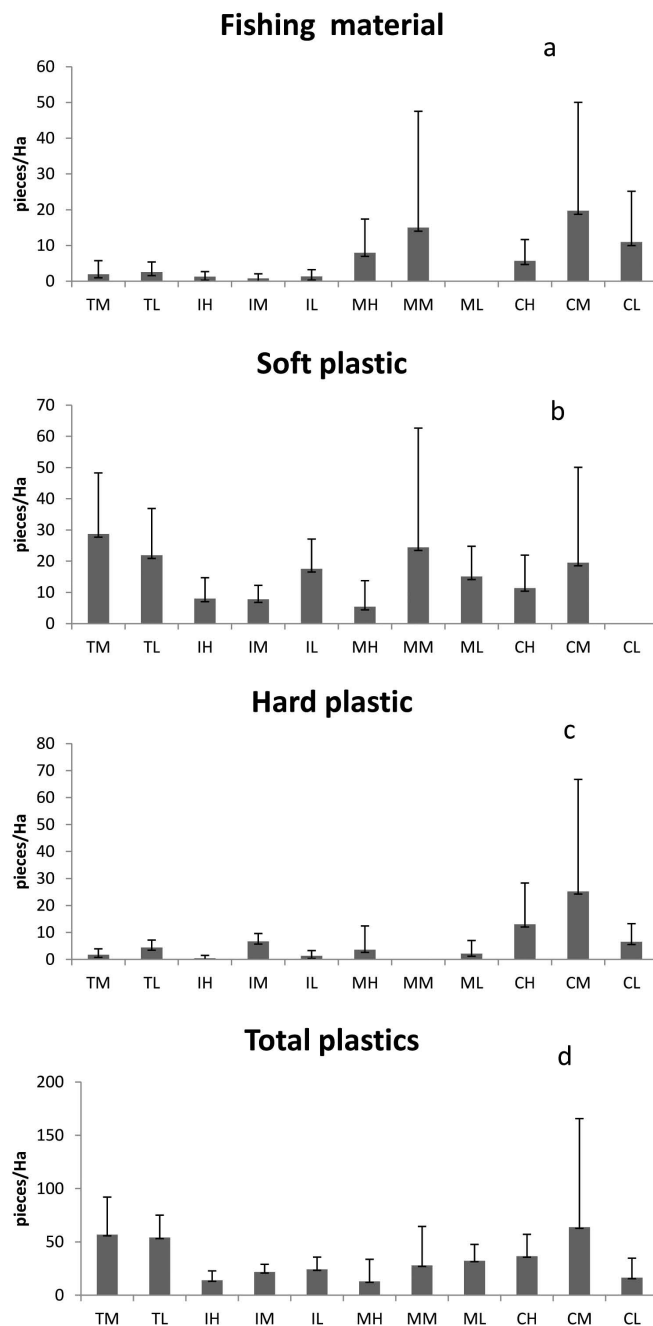 Fishing material
a
pieces/Ha
60
50
40
30
20
10
0
TM TL IH IM IL MH MM ML CH CM CL
Soft plastic
b
pieces/Ha
70
60
50
40
30
20
10
0
TM TL IH IM IL MH MM ML CH CM CL
Hard plastic
c
pieces/Ha
80
70
60
50
40
30
20
10
0
TM TL IH IM IL MH MM ML CH CM CL
Total plastics
d
pieces/Ha
200
150
100
50
0
TM TL IH IM IL MH MM ML CH CM CL